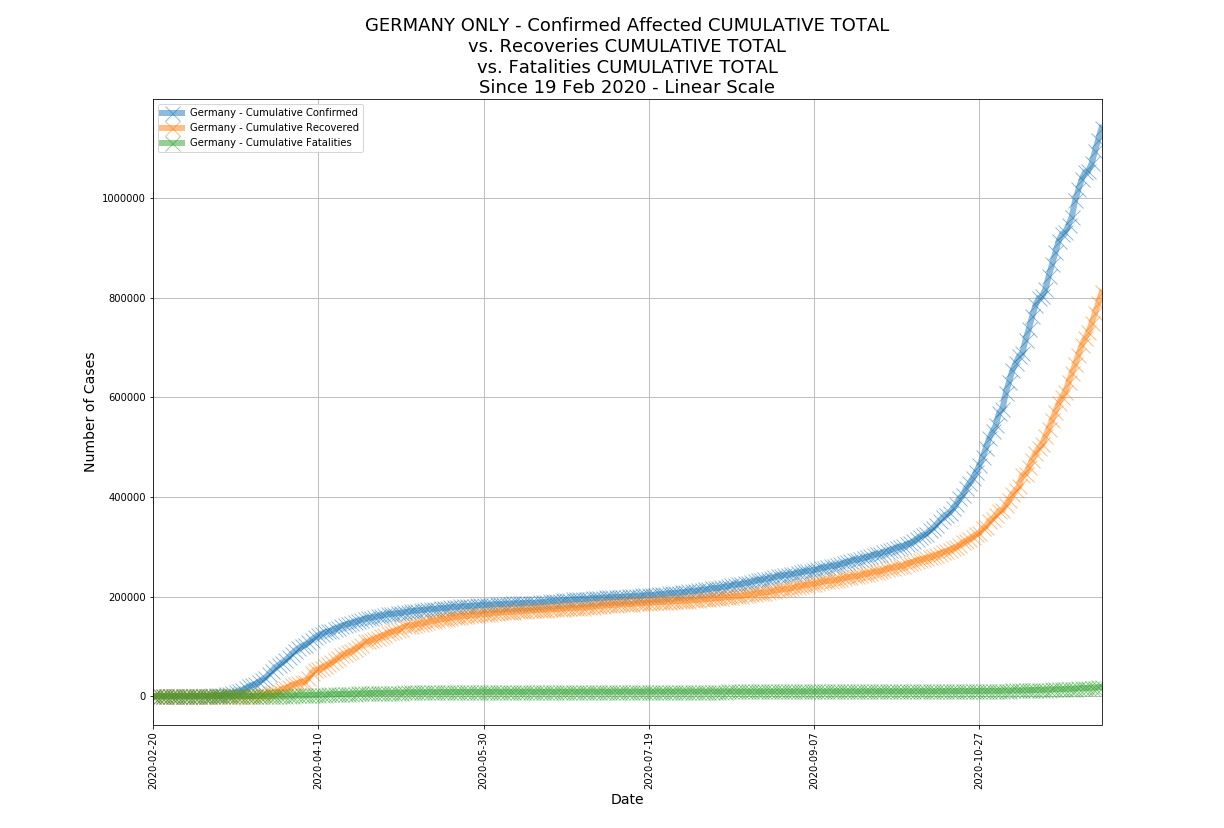 GERMANY ONLY - Confirmed Affected CUMULATIVE TOTAL
vs. Recoveries CUMULATIVE TOTAL
vs. Fatalities CUMULATIVE TOTAL
Since 19 Feb 2020 - Linear Scale
Germany - Cumulative Confirmed
Germany - Cumulative Recovered
Germany - Cumulative Fatalities
Number of Cases
1000000
800000
600000
400000
200000
0
2020-02-20
2020-04-10
2020-05-30
2020-07-19
2020-09-07
2020-10-27
Date